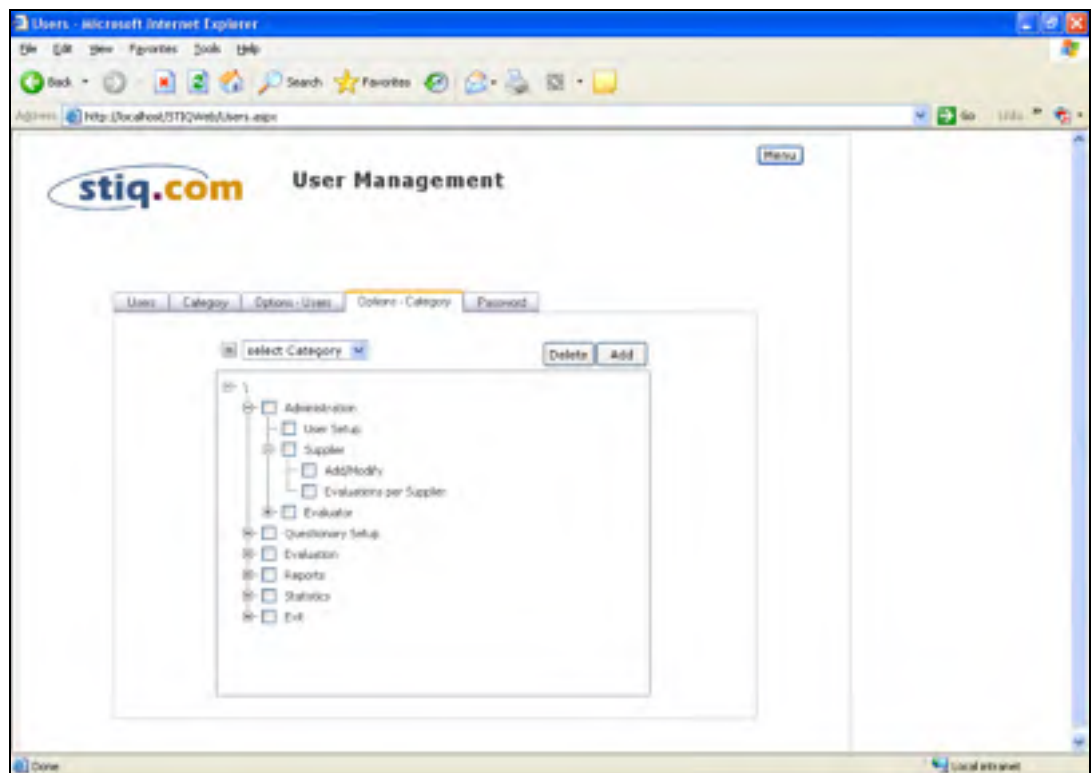 Users - Microsoft Internet Explorer
File Edit View Favorites Tools Help
Back Search Favorites
Address http://localhost/STIQWeb/Users.aspx Go Links »
Menu
stiq.com User Management
Users Category Options - Users Options - Category Password
select Category Delete Add
\
Administration
User Setup
Supplier
Add/Modify
Evaluations per Supplier
Evaluator
Questionary Setup
Evaluation
Reports
Statistics
Exit
Done Local intranet